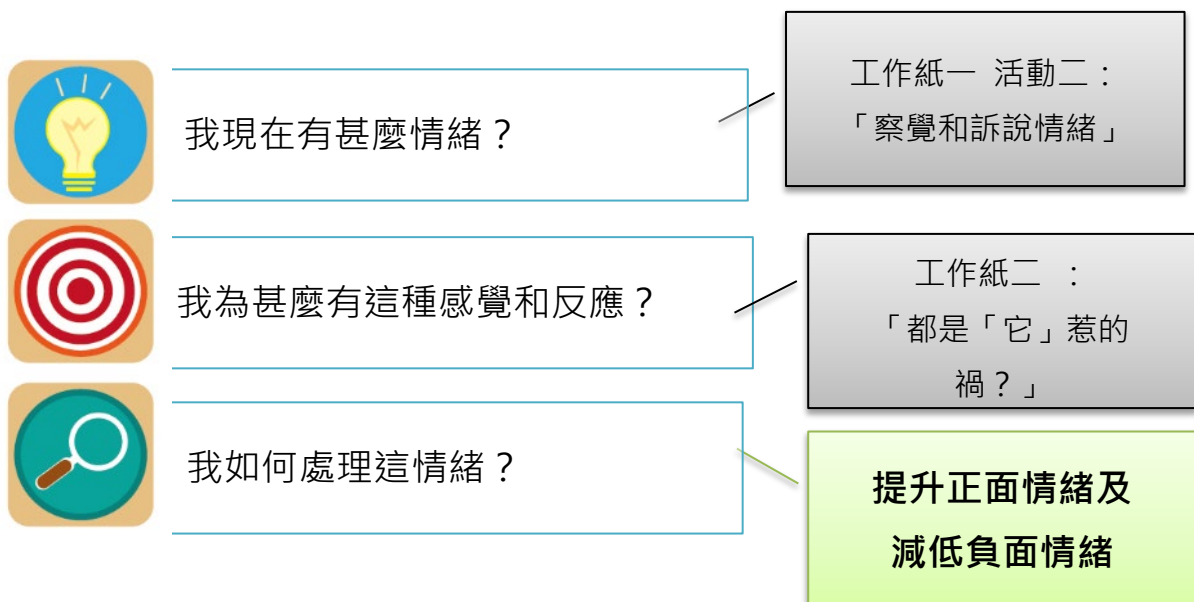 我現在有甚麼情緒？
工作紙一 活動二：
「察覺和訴說情緒」
我為甚麼有這種感覺和反應？
工作紙二 ：
「都是「它」惹的
禍？」
我如何處理這情緒？
提升正面情緒及
減低負面情緒